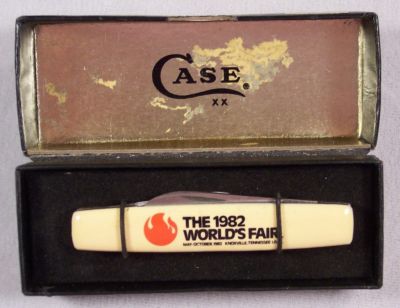 CASE
XX
THE 1982
WORLD'S FAIR
MAY-OCTOBER, 1982 KNOXVILLE, TENNESSEE